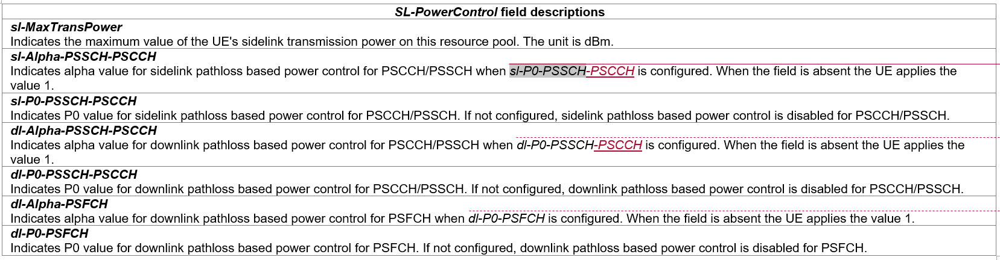 SL-PowerControl field descriptions
sl-MaxTransPower
Indicates the maximum value of the UE's sidelink transmission power on this resource pool. The unit is dBm.
sl-Alpha-PSSCH-PSCCH
Indicates alpha value for sidelink pathloss based power control for PSCCH/PSSCH when sl-P0-PSSCH-PSCCH is configured. When the field is absent the UE applies the
value 1.
sl-P0-PSSCH-PSCCH
Indicates P0 value for sidelink pathloss based power control for PSCCH/PSSCH. If not configured, sidelink pathloss based power control is disabled for PSCCH/PSSCH.
dl-Alpha-PSSCH-PSCCH
Indicates alpha value for downlink pathloss based power control for PSCCH/PSSCH when dl-P0-PSSCH-PSCCH is configured. When the field is absent the UE applies the
value 1.
dl-P0-PSSCH-PSCCH
Indicates P0 value for downlink pathloss based power control for PSCCH/PSSCH. If not configured, downlink pathloss based power control is disabled for PSCCH/PSSCH.
dl-Alpha-PSFCH
Indicates alpha value for downlink pathloss based power control for PSFCH when dl-P0-PSFCH is configured. When the field is absent the UE applies the value 1.
dl-P0-PSFCH
Indicates P0 value for downlink pathloss based power control for PSFCH. If not configured, downlink pathloss based power control is disabled for PSFCH.